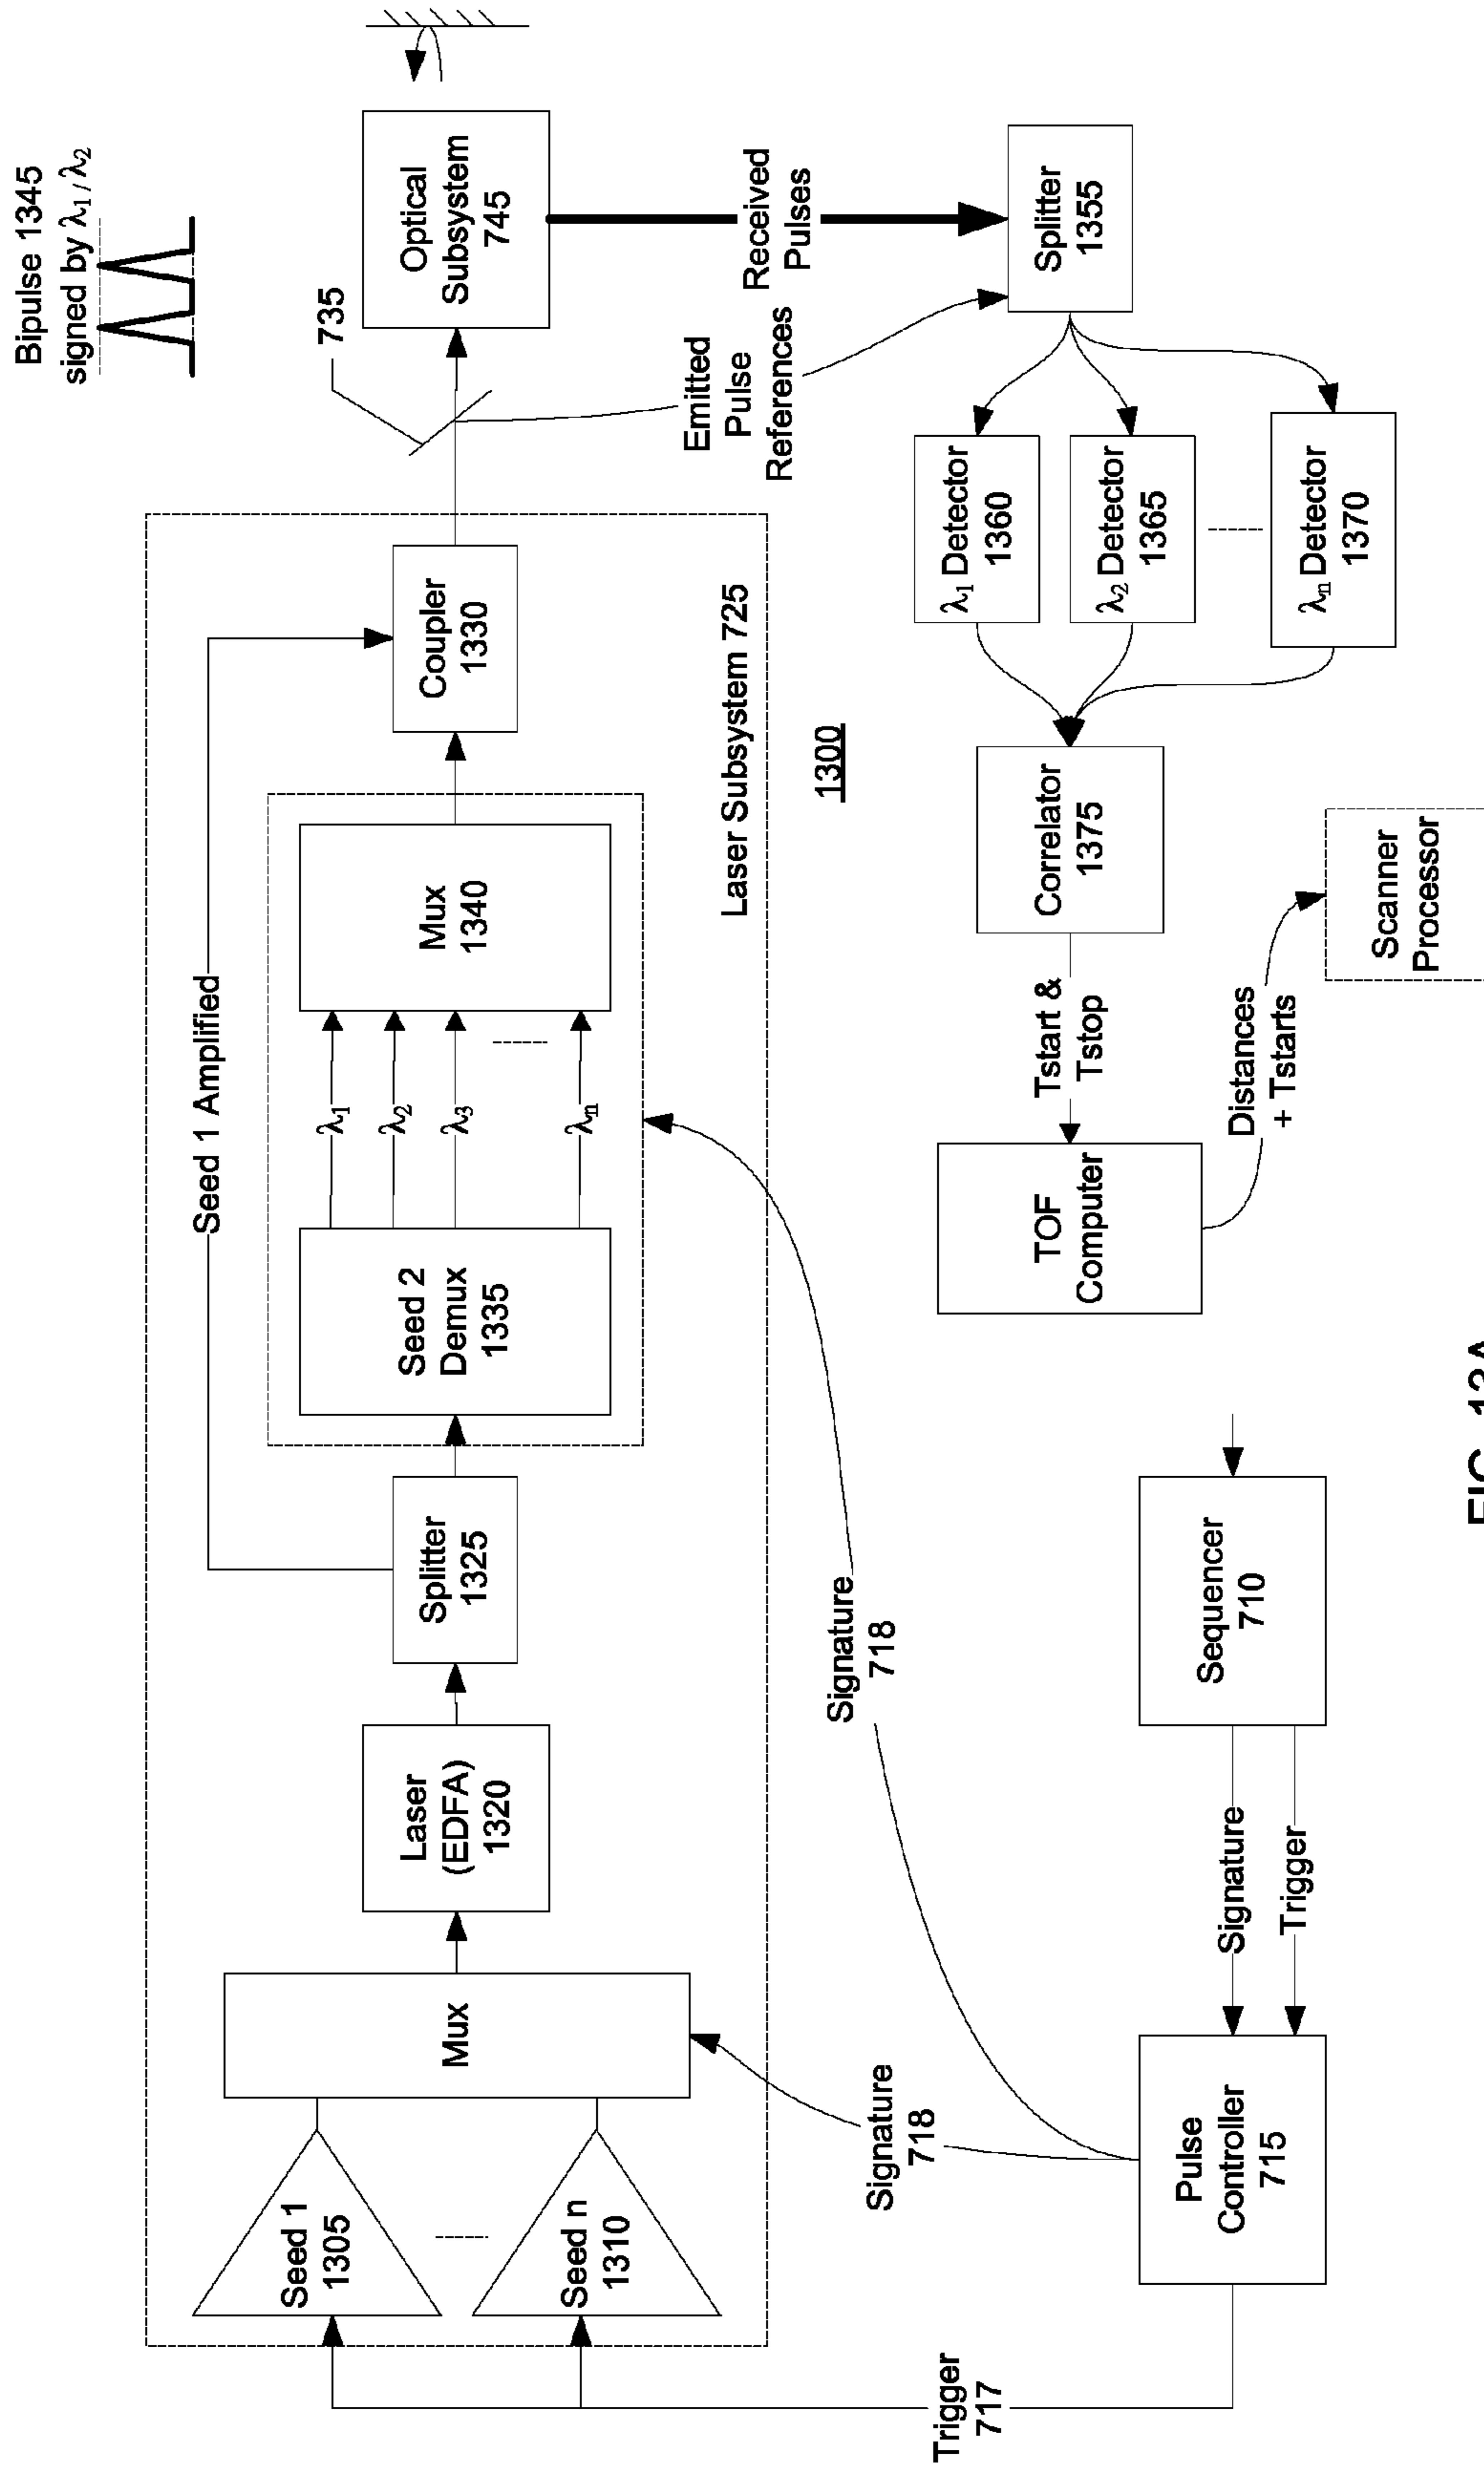 Bipulse 1345
signed by λ1 / λ2
Seed 1 Amplified
735
Seed 1
1305
Seed n
1310
Mux
Laser
(EDFA)
1320
Splitter
1325
Seed 2
Demux
1335
λ1
λ2
λ3
λn
Mux
1340
Coupler
1330
Optical
Subsystem
745
Laser Subsystem 725
Emitted
Pulse
References
Received
Pulses
1300
Signature
718
Signature
718
Trigger
717
Splitter
1355
λ1 Detector
1360
λ2 Detector
1365
λn Detector
1370
Correlator
1375
Tstart &
Tstop
TOF
Computer
Distances
+ Tstarts
Scanner
Processor
Sequencer
710
Signature
Trigger
Pulse
Controller
715
FIG. 13A